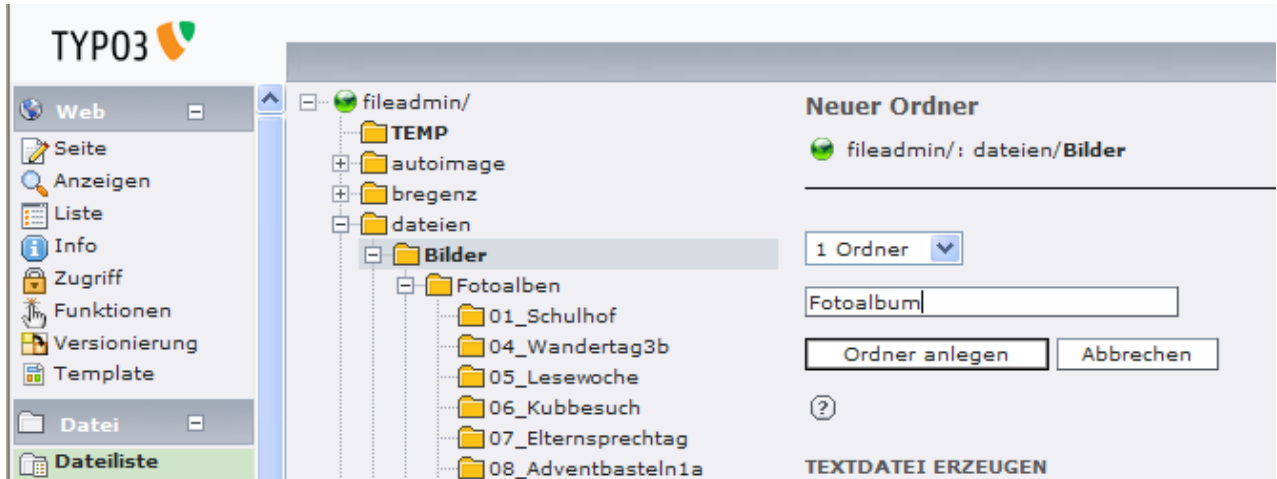 TYPO3
Web
Seite
Anzeigen
Liste
Info
Zugriff
Funktionen
Versionierung
Template
Datei
Dateiliste
fileadmin/
TEMP
autoimage
bregenz
dateien
Bilder
Fotoalben
01_Schulhof
04_Wandertag3b
05_Lesewoche
06_Kubbesuch
07_Elternsprechtag
08_Adventbasteln1a
Neuer Ordner
fileadmin/: dateien/Bilder
1 Ordner
Fotoalbum
Ordner anlegen
Abbrechen
?
TEXTDATEI ERZEUGEN